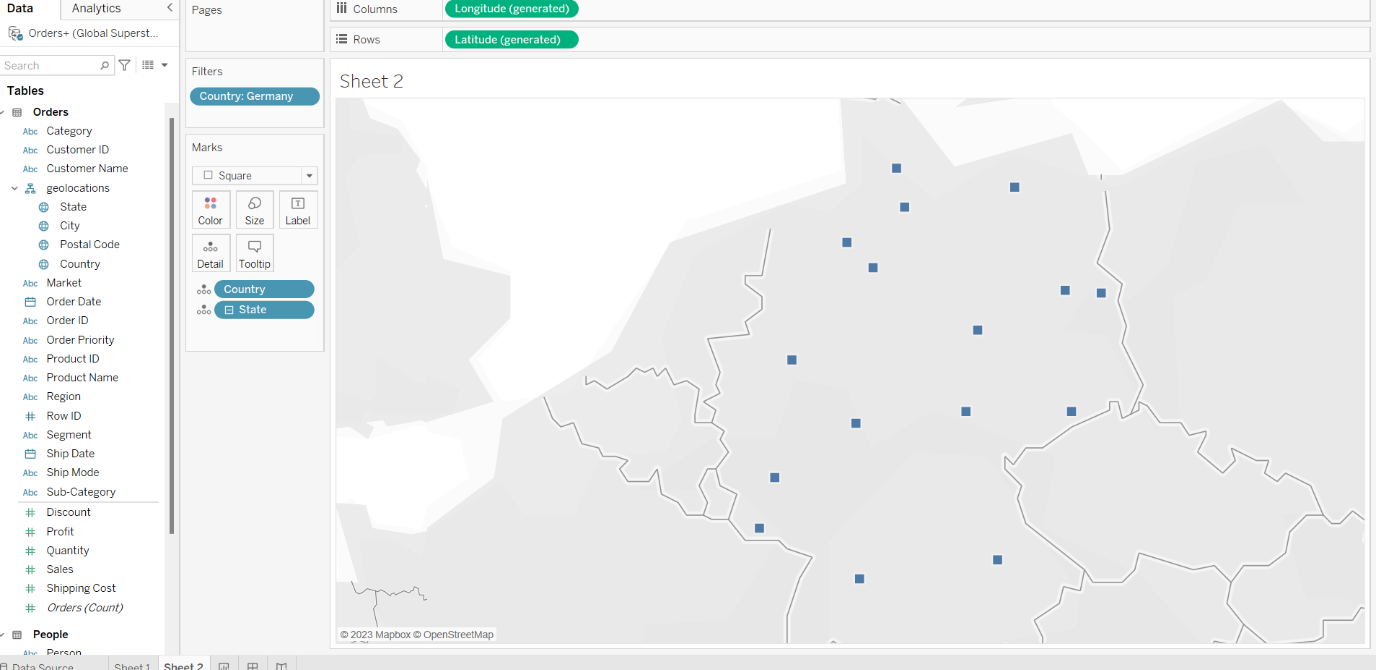 Data
Analytics
Orders+ (Global Superst...
Search
Tables
Orders
Abc Category
Abc Customer ID
Abc Customer Name
geolocations
State
City
Postal Code
Country
Abc Market
Order Date
Abc Order ID
Abc Order Priority
Abc Product ID
Abc Product Name
Abc Region
# Row ID
Abc Segment
Ship Date
Abc Ship Mode
Abc Sub-Category
# Discount
# Profit
# Quantity
# Sales
# Shipping Cost
# Orders (Count)
People
Abc Person
Pages
Filters
Country: Germany
Marks
Square
Color Size Label
Detail Tooltip
Country
State
Columns Longitude (generated)
Rows Latitude (generated)
Sheet 2
© 2023 Mapbox © OpenStreetMap
Data Source Sheet 1 Sheet 2